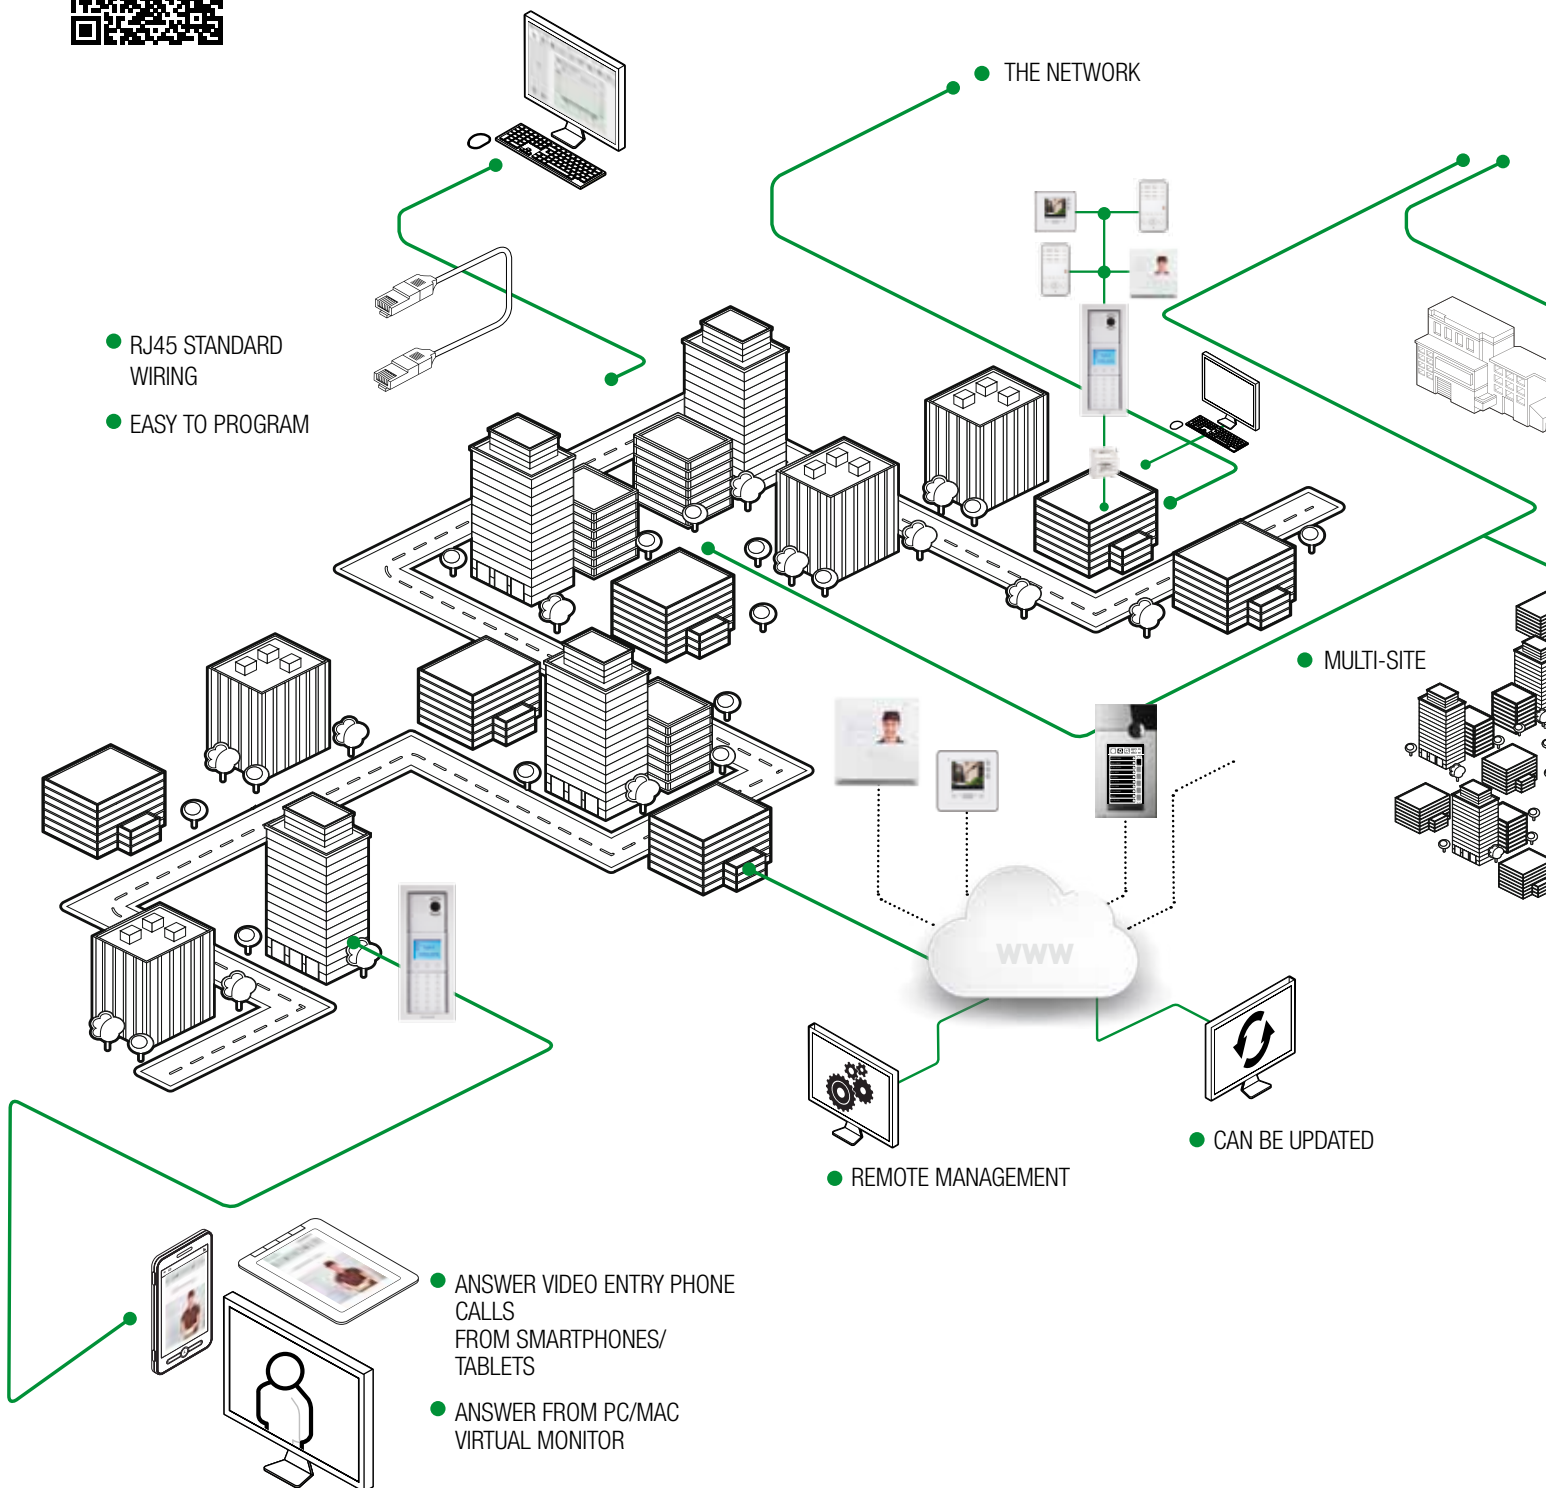 THE NETWORK
RJ45 STANDARD
WIRING
EASY TO PROGRAM
MULTI-SITE
WWW
CAN BE UPDATED
REMOTE MANAGEMENT
ANSWER VIDEO ENTRY PHONE
CALLS
FROM SMARTPHONES/
TABLETS
ANSWER FROM PC/MAC
VIRTUAL MONITOR